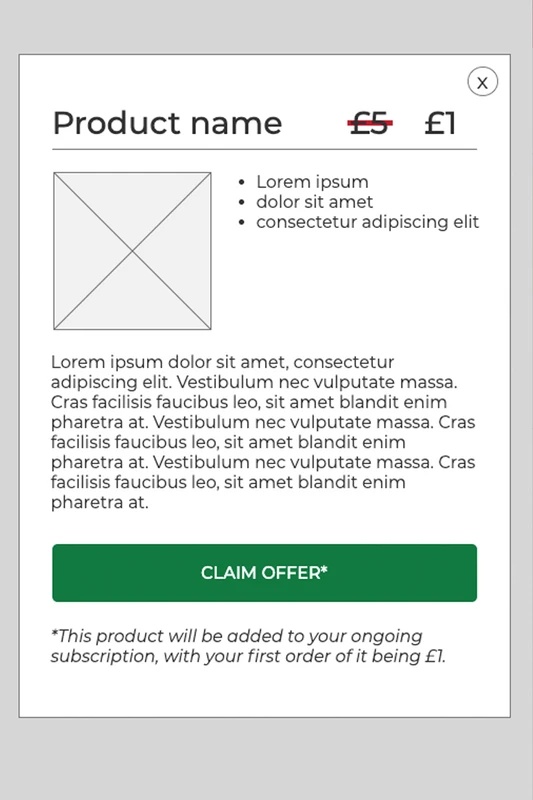 X
Product name £5 £1
• Lorem ipsum
• dolor sit amet
• consectetur adipiscing elit
Lorem ipsum dolor sit amet, consectetur
adipiscing elit. Vestibulum nec vulputate massa.
Cras facilisis faucibus leo, sit amet blandit enim
pharetra at. Vestibulum nec vulputate massa. Cras
facilisis faucibus leo, sit amet blandit enim
pharetra at. Vestibulum nec vulputate massa. Cras
facilisis faucibus leo, sit amet blandit enim
pharetra at.
CLAIM OFFER*
*This product will be added to your ongoing
subscription, with your first order of it being £1.